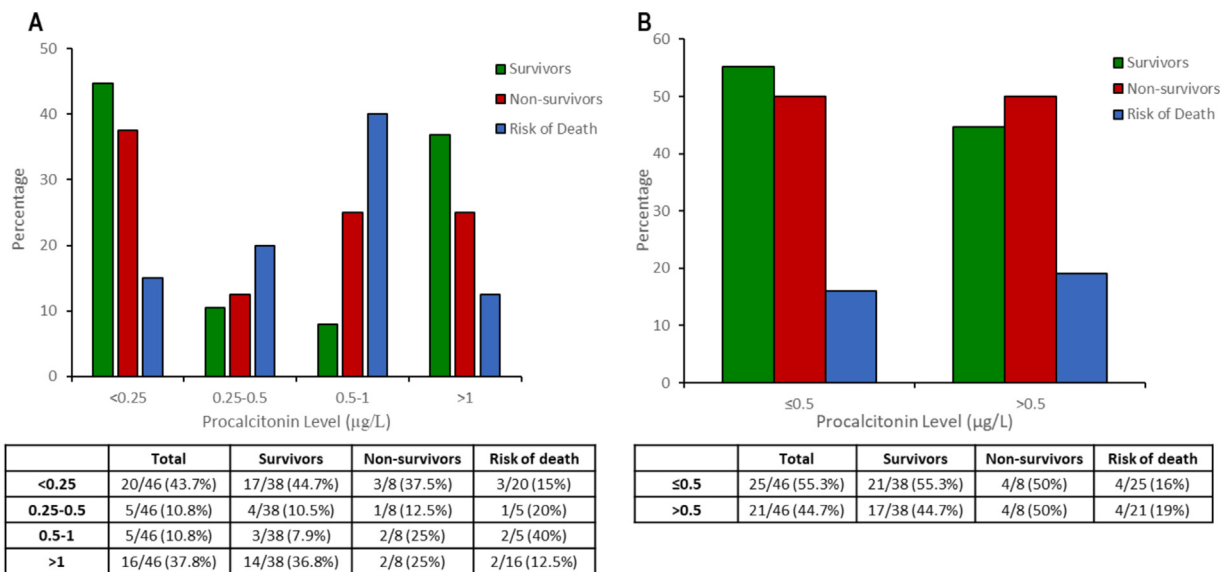 A
50
40
30
20
10
0
Percentage
Survivors
Non-survivors
Risk of Death
<0.25 0.25-0.5 0.5-1 >1
Procalcitonin Level (µg/L)
Total Survivors Non-survivors Risk of death
<0.25 20/46 (43.7%) 17/38 (44.7%) 3/8 (37.5%) 3/20 (15%)
0.25-0.5 5/46 (10.8%) 4/38 (10.5%) 1/8 (12.5%) 1/5 (20%)
0.5-1 5/46 (10.8%) 3/38 (7.9%) 2/8 (25%) 2/5 (40%)
>1 16/46 (37.8%) 14/38 (36.8%) 2/8 (25%) 2/16 (12.5%)
B
60
50
40
30
20
10
0
Percentage
Survivors
Non-survivors
Risk of Death
≤0.5 >0.5
Procalcitonin Level (µg/L)
Total Survivors Non-survivors Risk of death
≤0.5 25/46 (55.3%) 21/38 (55.3%) 4/8 (50%) 4/25 (16%)
>0.5 21/46 (44.7%) 17/38 (44.7%) 4/8 (50%) 4/21 (19%)